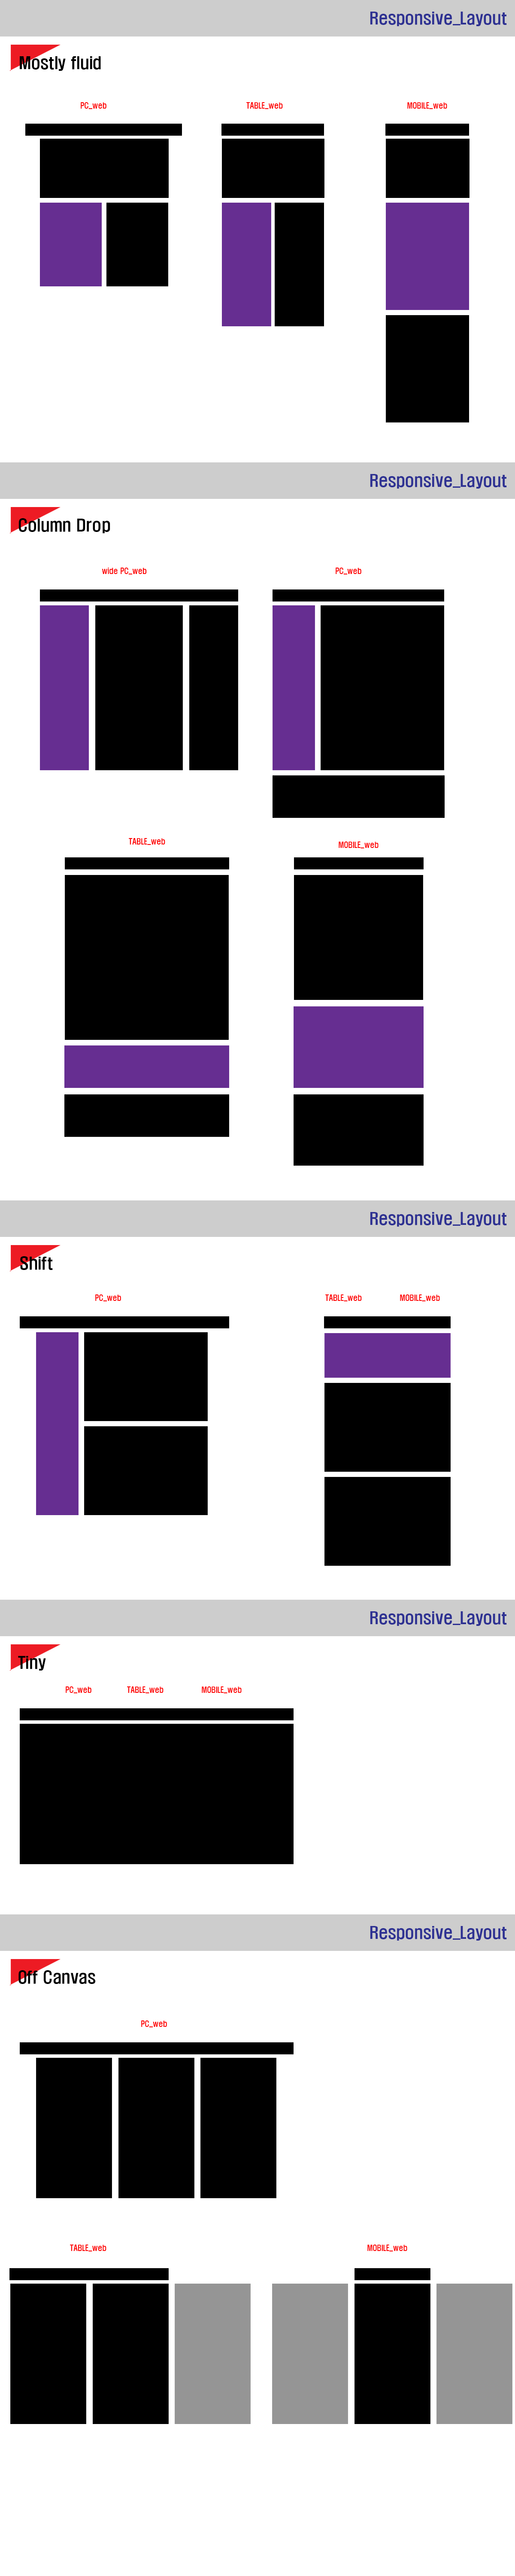 Responsive_Layout
Mostly fluid
PC_web TABLE_web MOBILE_web
Responsive_Layout
Column Drop
wide PC_web PC_web
TABLE_web MOBILE_web
Responsive_Layout
Shift
PC_web TABLE_web MOBILE_web
Responsive_Layout
Tiny
PC_web TABLE_web MOBILE_web
Responsive_Layout
Off Canvas
PC_web
TABLE_web MOBILE_web